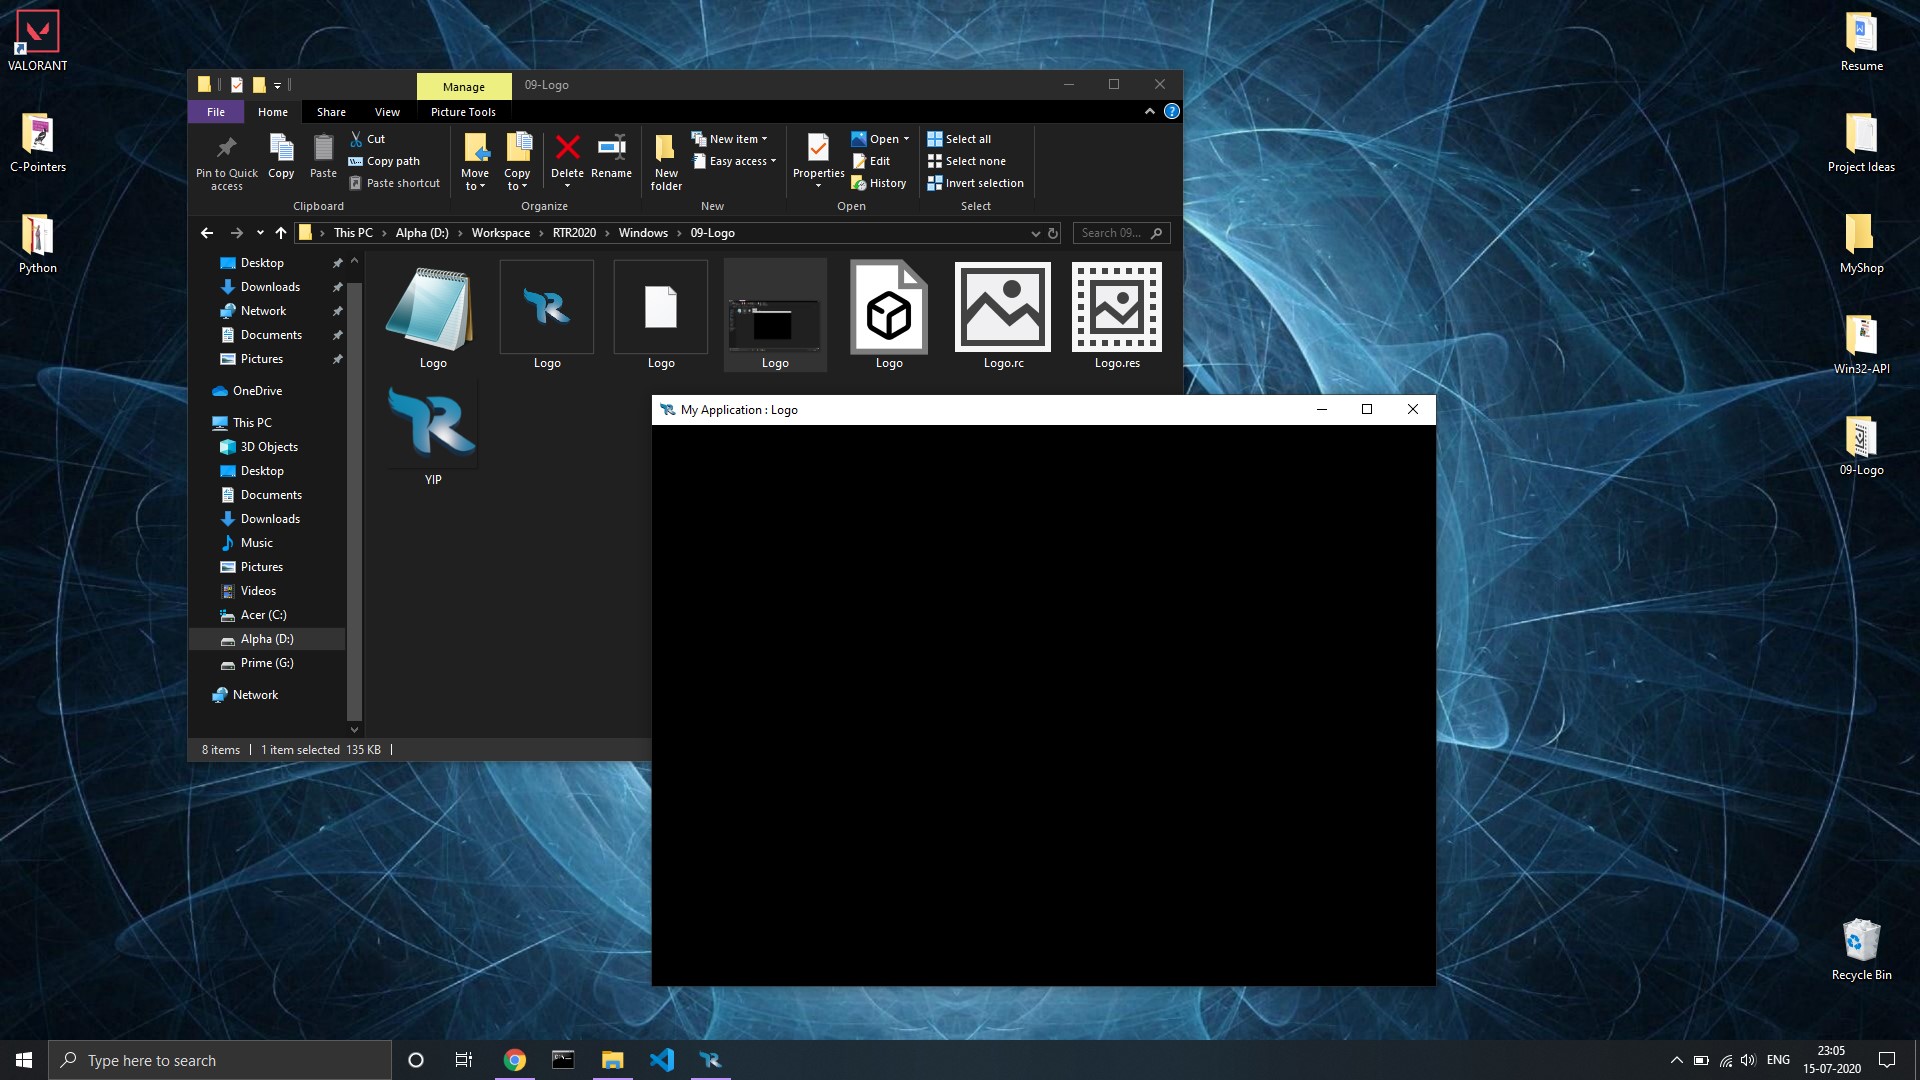 VALORANT
C-Pointers
Python
Manage
09-Logo
File
Home
Share
View
Picture Tools
Pin to Quick
access
Copy
Paste
Cut
Copy path
Paste shortcut
Clipboard
Move
to
Copy
to
Delete
Rename
Organize
New
folder
New item
Easy access
New
Properties
Open
Edit
History
Open
Select all
Select none
Invert selection
Select
This PC
Alpha (D:)
Workspace
RTR2020
Windows
09-Logo
Search 09...
Desktop
Downloads
Network
Documents
Pictures
OneDrive
This PC
3D Objects
Desktop
Documents
Downloads
Music
Pictures
Videos
Acer (C:)
Alpha (D:)
Prime (G:)
Network
Logo
Logo
Logo
Logo
Logo
Logo.rc
Logo.res
YIP
8 items
1 item selected 135 KB
My Application : Logo
Resume
Project Ideas
MyShop
Win32-API
09-Logo
Recycle Bin
Type here to search
ENG
23:05
15-07-2020